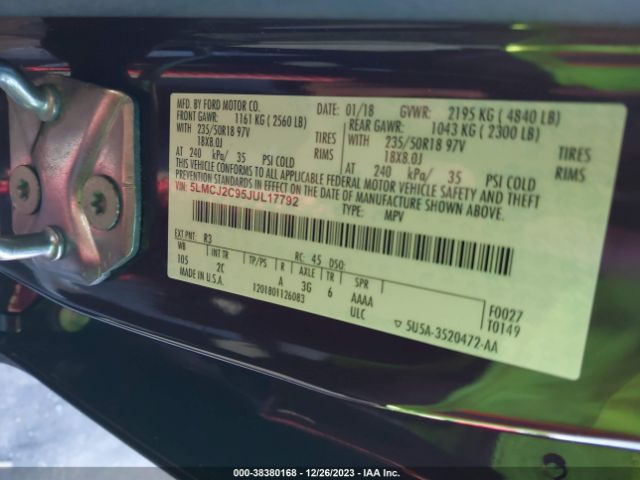 MFD. BY FORD MOTOR CO.
DATE: 01/18 GVWR: 2195 KG ( 4840 LB)
FRONT GAWR: 1161 KG ( 2560 LB)
REAR GAWR: 1043 KG ( 2300 LB)
WITH 235/50R18 97V TIRES
WITH 235/50R18 97V TIRES
18X8.0J RIMS
18X8.0J RIMS
AT 240 kPa/ 35 PSI COLD
AT 240 kPa/ 35 PSI COLD
THIS VEHICLE CONFORMS TO ALL APPLICABLE FEDERAL MOTOR VEHICLE SAFETY AND THEFT
PREVENTION STANDARDS IN EFFECT ON THE DATE OF MANUFACTURE SHOWN ABOVE.
VIN: 5LMCJ2C95JUL17792
TYPE: MPV
EXT PNT: R3 RC: 45 DSO:
WB INT TR TP/PS R AXLE TR SPR
105 2C A 3G 6 AAAA
F0027
T0149
MADE IN U.S.A. 1201801126083 ULC
5U5A-3520472-AA
000-38380168 • 12/26/2023 • IAA Inc.